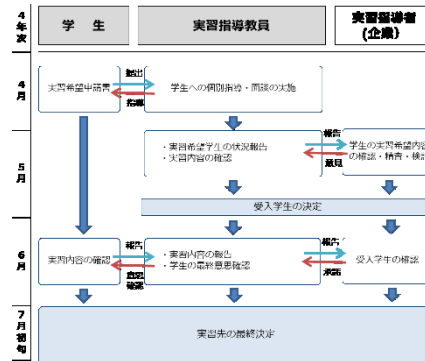 4年次
学 生
実習指導教員
実習指導者
(企業)
4月
実習希望申請書
提出
指導
学生への個別指導・面談の実施
5月
・実習希望学生の状況報告
・実習内容の確認
報告
意見
学生の実習希望内容
の確認・精査・検討
受入学生の決定
6月
実習内容の確認
報告
意思
確認
・実習内容の報告
・学生の最終意思確認
報告
承諾
受入学生の確認
7月初旬
実習先の最終決定